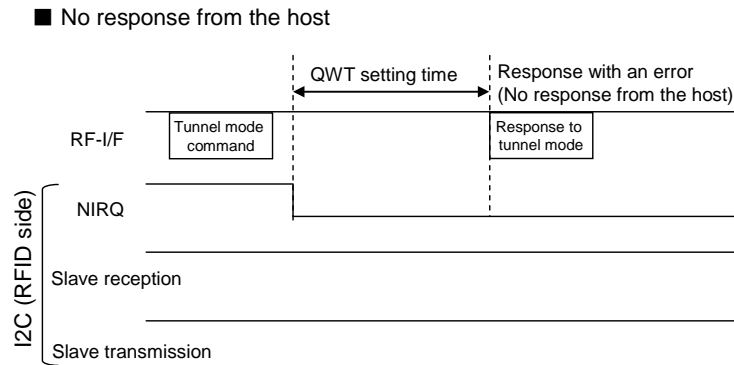 ■ No response from the host
QWT setting time
Response with an error
(No response from the host)
RF-I/F
Tunnel mode
command
Response to
tunnel mode
I2C (RFID side)
NIRQ
Slave reception
Slave transmission